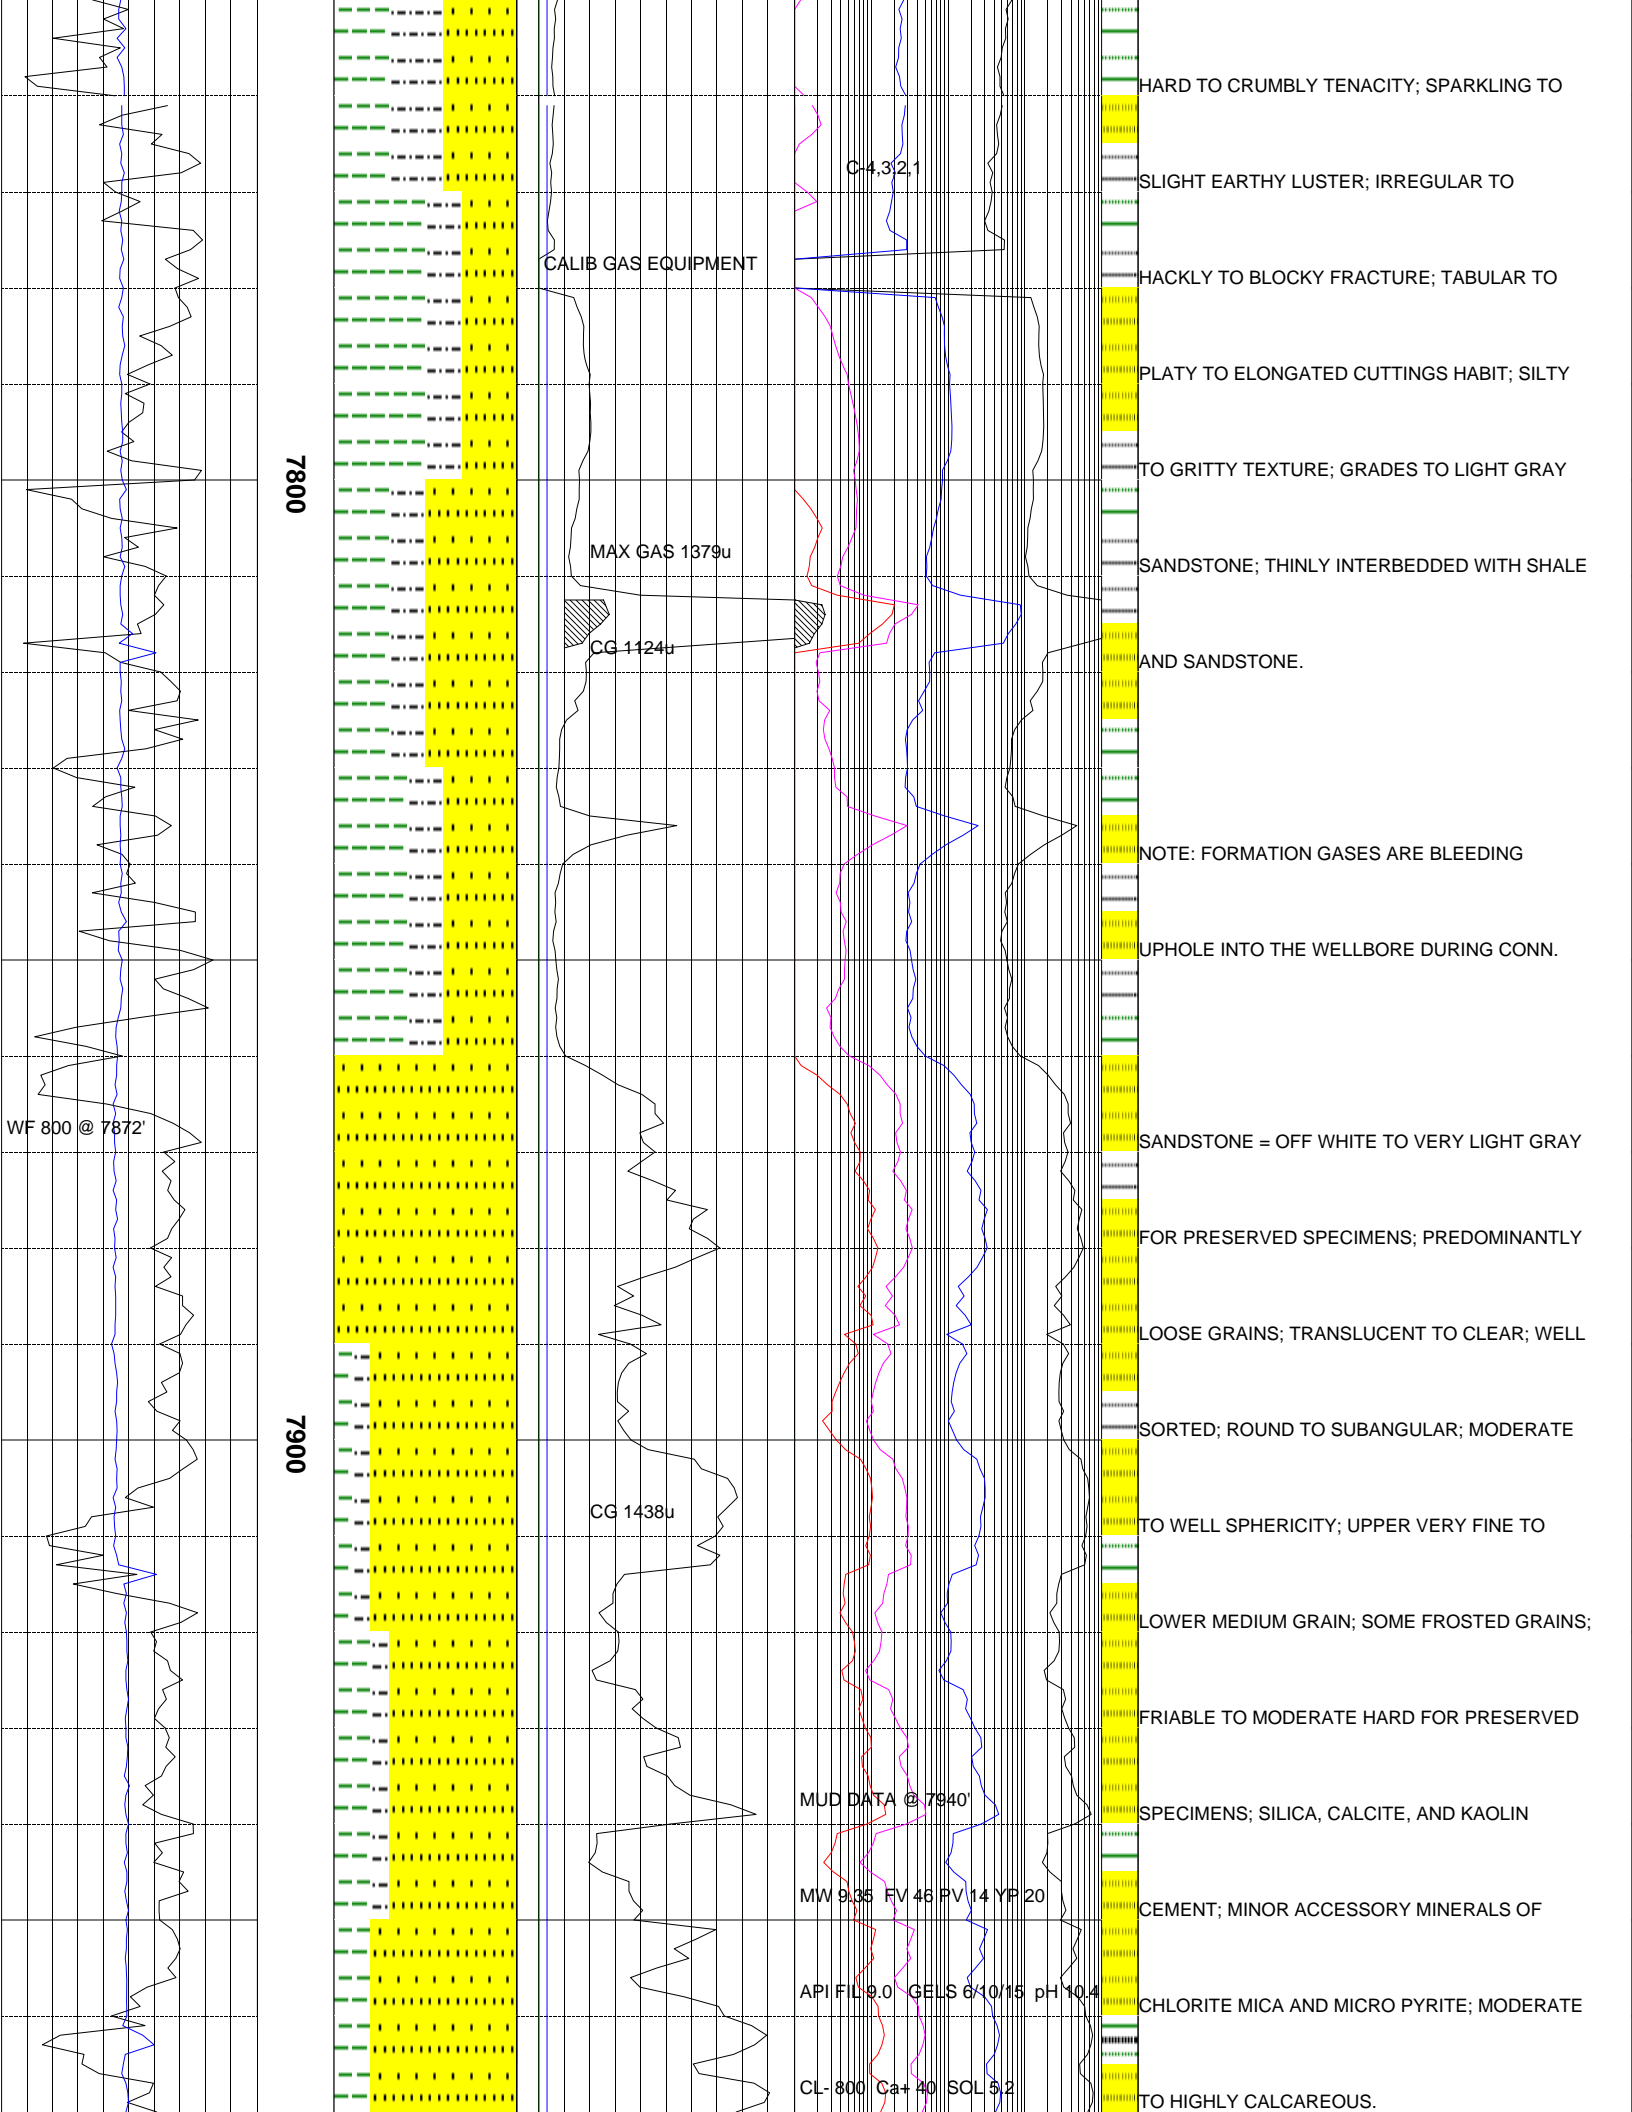 HARD TO CRUMBLY TENACITY; SPARKLING TO
C-4,3,2,1
SLIGHT EARTHY LUSTER; IRREGULAR TO
CALIB GAS EQUIPMENT
HACKLY TO BLOCKY FRACTURE; TABULAR TO
PLATY TO ELONGATED CUTTINGS HABIT; SILTY
7800
TO GRITTY TEXTURE; GRADES TO LIGHT GRAY
MAX GAS 1379u
SANDSTONE; THINLY INTERBEDDED WITH SHALE
CG 1124u
AND SANDSTONE.
NOTE: FORMATION GASES ARE BLEEDING
UPHOLE INTO THE WELLBORE DURING CONN.
WF 800 @ 7872'
SANDSTONE = OFF WHITE TO VERY LIGHT GRAY
FOR PRESERVED SPECIMENS; PREDOMINANTLY
LOOSE GRAINS; TRANSLUCENT TO CLEAR; WELL
7900
SORTED; ROUND TO SUBANGULAR; MODERATE
CG 1438u
TO WELL SPHERICITY; UPPER VERY FINE TO
LOWER MEDIUM GRAIN; SOME FROSTED GRAINS;
FRIABLE TO MODERATE HARD FOR PRESERVED
MUD DATA @ 7940'
SPECIMENS; SILICA, CALCITE, AND KAOLIN
MW 9.35 FV 46 PV 14 YP 20
CEMENT; MINOR ACCESSORY MINERALS OF
API FIL 9.0 GELS 6/10/15 pH 10.4
CHLORITE MICA AND MICRO PYRITE; MODERATE
CL- 800 Ca+ 40 SOL 5.2
TO HIGHLY CALCAREOUS.